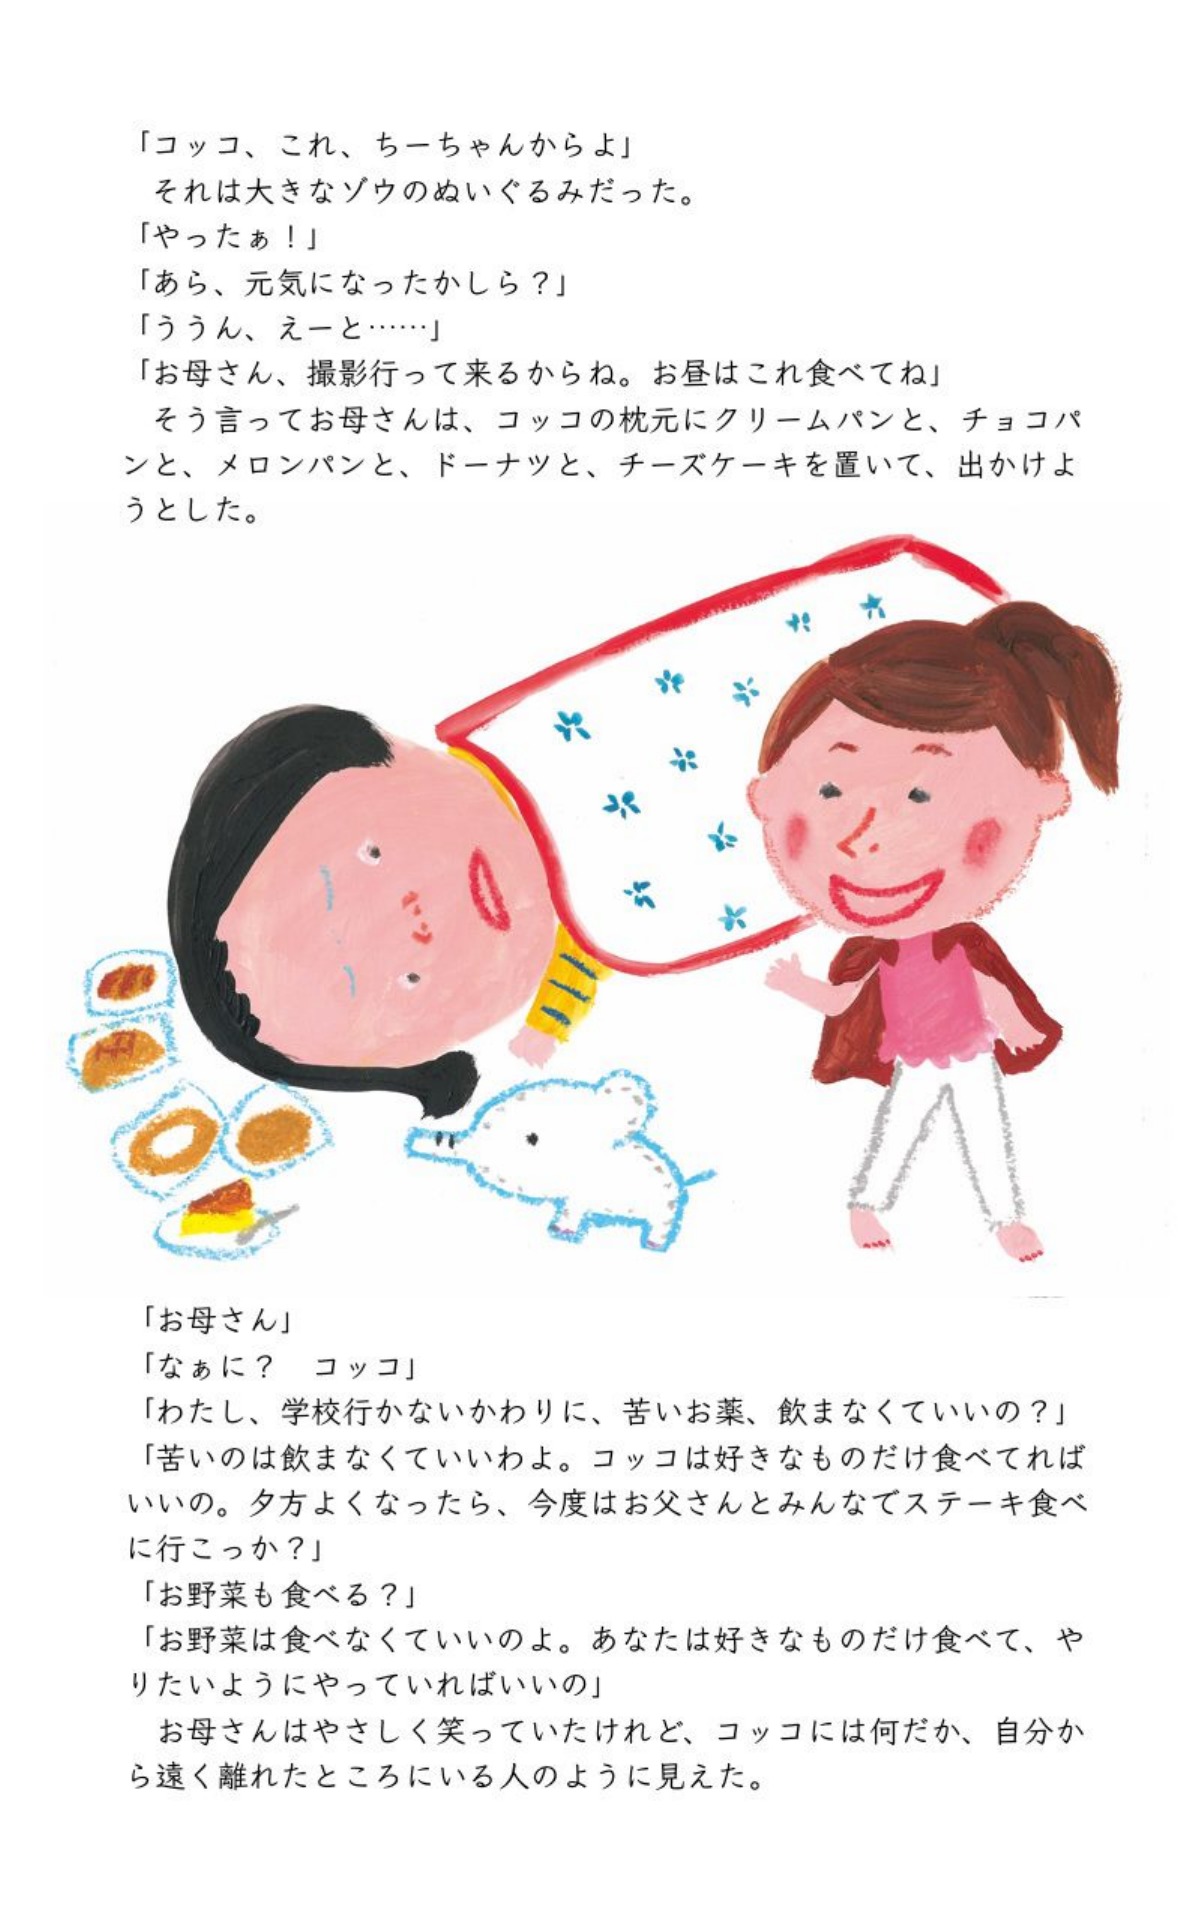 「コッコ、これ、ちーちゃんからよ」
　それは大きなゾウのぬいぐるみだった。
「やったぁ！」
「あら、元気になったかしら？」
「ううん、えーと……」
「お母さん、撮影行って来るからね。お昼はこれ食べてね」
　そう言ってお母さんは、コッコの枕元にクリームパンと、チョコパ
ンと、メロンパンと、ドーナツと、チーズケーキを置いて、出かけよ
うとした。
「お母さん」
「なぁに？　コッコ」
「わたし、学校行かないかわりに、苦いお薬、飲まなくていいの？」
「苦いのは飲まなくていいわよ。コッコは好きなものだけ食べてれば
いいの。夕方よくなったら、今度はお父さんとみんなでステーキ食べ
に行こっか？」
「お野菜も食べる？」
「お野菜は食べなくていいのよ。あなたは好きなものだけ食べて、や
りたいようにやっていればいいの」
　お母さんはやさしく笑っていたけれど、コッコには何だか、自分か
ら遠く離れたところにいる人のように見えた。